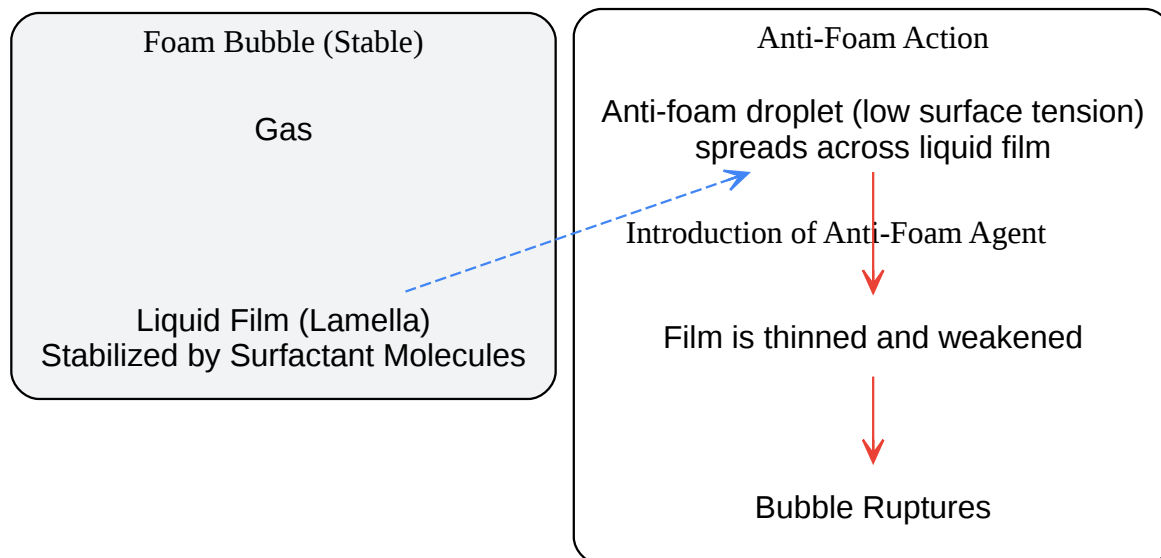 Foam Bubble (Stable)
Gas
Liquid Film (Lamella)
Stabilized by Surfactant Molecules
Anti-Foam Action
Anti-foam droplet (low surface tension)
spreads across liquid film
Introduction of Anti-Foam Agent
Film is thinned and weakened
Bubble Ruptures